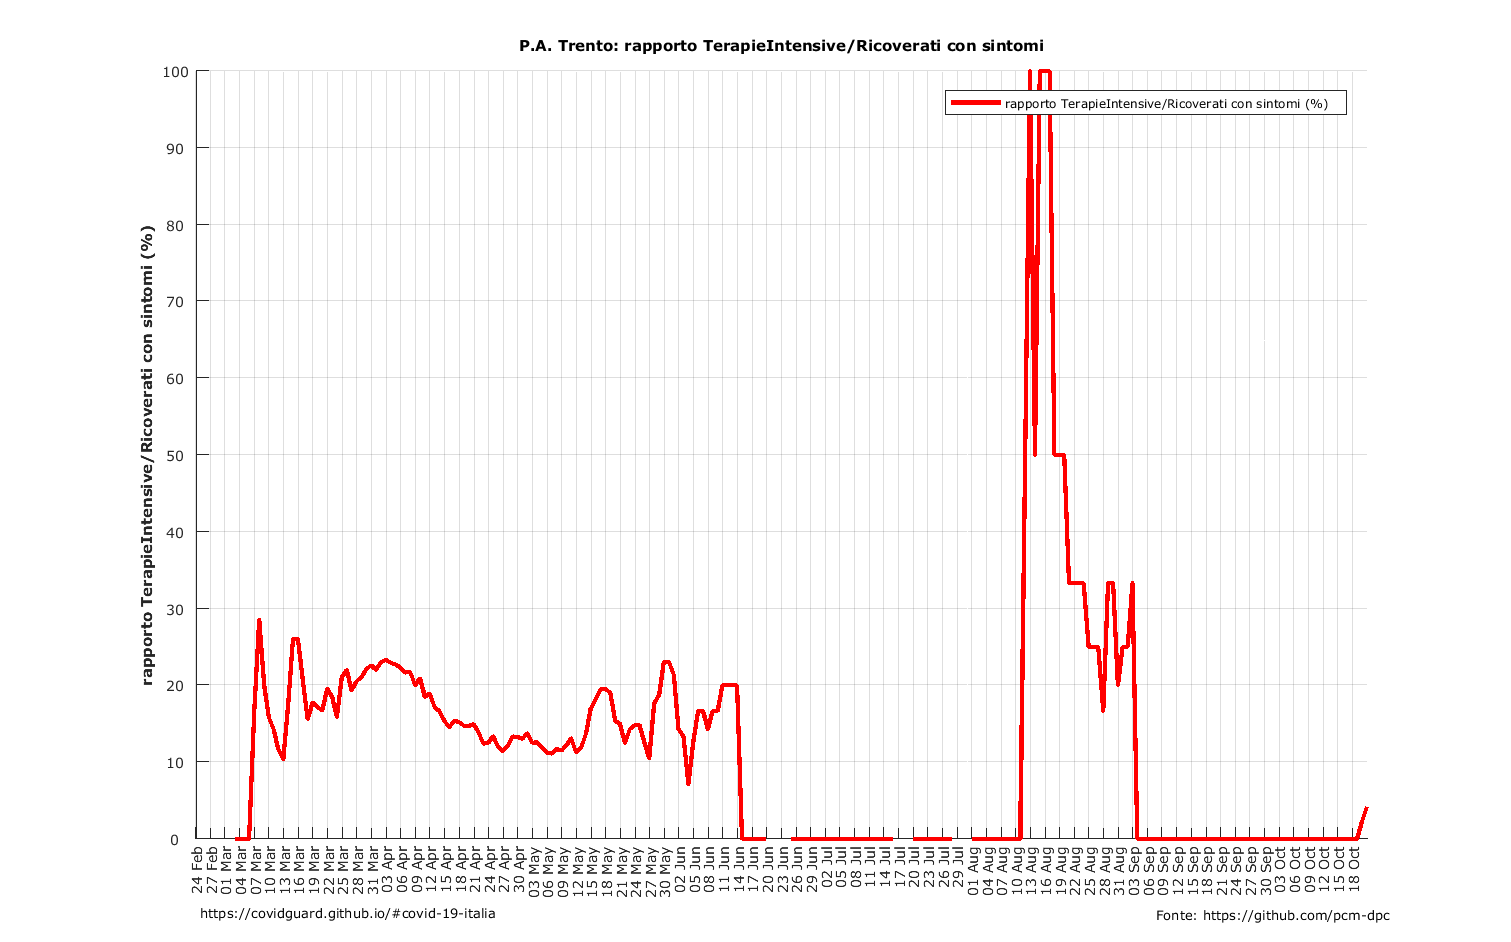 P.A. Trento: rapporto TerapieIntensive/Ricoverati con sintomi
rapporto TerapieIntensive/Ricoverati con sintomi (%)
rapporto TerapieIntensive/Ricoverati con sintomi (%)
100
90
80
70
60
50
40
30
20
10
0
24 Feb
27 Feb
01 Mar
04 Mar
07 Mar
10 Mar
13 Mar
16 Mar
19 Mar
22 Mar
25 Mar
28 Mar
31 Mar
03 Apr
06 Apr
09 Apr
12 Apr
15 Apr
18 Apr
21 Apr
24 Apr
27 Apr
30 Apr
03 May
06 May
09 May
12 May
15 May
18 May
21 May
24 May
27 May
30 May
02 Jun
05 Jun
08 Jun
11 Jun
14 Jun
17 Jun
20 Jun
23 Jun
26 Jun
29 Jun
02 Jul
05 Jul
08 Jul
11 Jul
14 Jul
17 Jul
20 Jul
23 Jul
26 Jul
29 Jul
01 Aug
04 Aug
07 Aug
10 Aug
13 Aug
16 Aug
19 Aug
22 Aug
25 Aug
28 Aug
31 Aug
03 Sep
06 Sep
09 Sep
12 Sep
15 Sep
18 Sep
21 Sep
24 Sep
27 Sep
30 Sep
03 Oct
06 Oct
09 Oct
12 Oct
15 Oct
18 Oct
https://covidguard.github.io/#covid-19-italia
Fonte: https://github.com/pcm-dpc